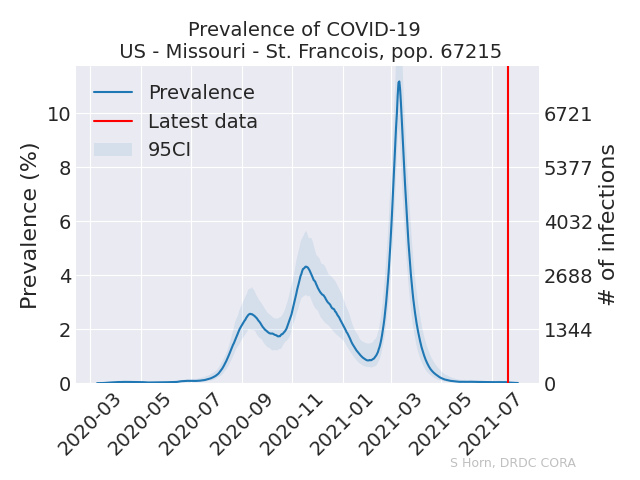 Prevalence of COVID-19
US - Missouri - St. Francois, pop. 67215
Prevalence
Latest data
95CI
Prevalence (%)
10
8
6
4
2
0
6721
5377
4032
2688
1344
0
# of infections
2020-03
2020-05
2020-07
2020-09
2020-11
2021-01
2021-03
2021-05
2021-07
S Horn, DRDC CORA